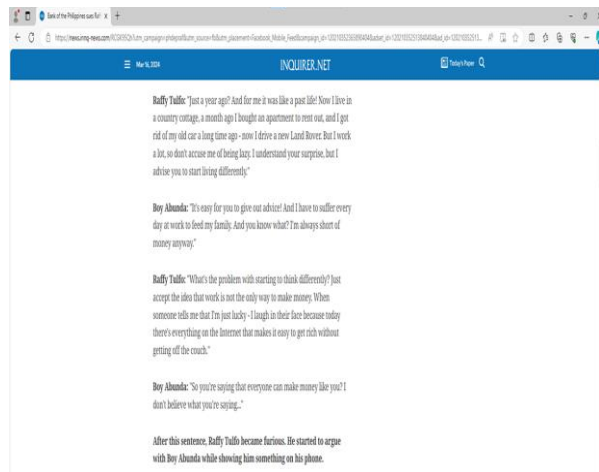 Bank of the Philippines sues Raf
Mar 16, 2024
INQUIRER.NET
Today's Paper
Raffy Tulfo: "Just a year ago? And for me it was like a past life! Now I live in
a country cottage, a month ago I bought an apartment to rent out, and I got
rid of my old car a long time ago - now I drive a new Land Rover. But I work
a lot, so don't accuse me of being lazy. I understand your surprise, but I
advise you to start living differently."
Boy Abunda: "It's easy for you to give out advice! And I have to suffer every
day at work to feed my family. And you know what? I'm always short of
money anyway."
Raffy Tulfo: "What's the problem with starting to think differently? Just
accept the idea that work is not the only way to make money. When
someone tells me that I'm just lucky - I laugh in their face because today
there's everything on the Internet that makes it easy to get rich without
getting off the couch."
Boy Abunda: "So you're saying that everyone can make money like you? I
don't believe what you're saying..."
After this sentence, Raffy Tulfo became furious. He started to argue
with Boy Abunda while showing him something on his phone.